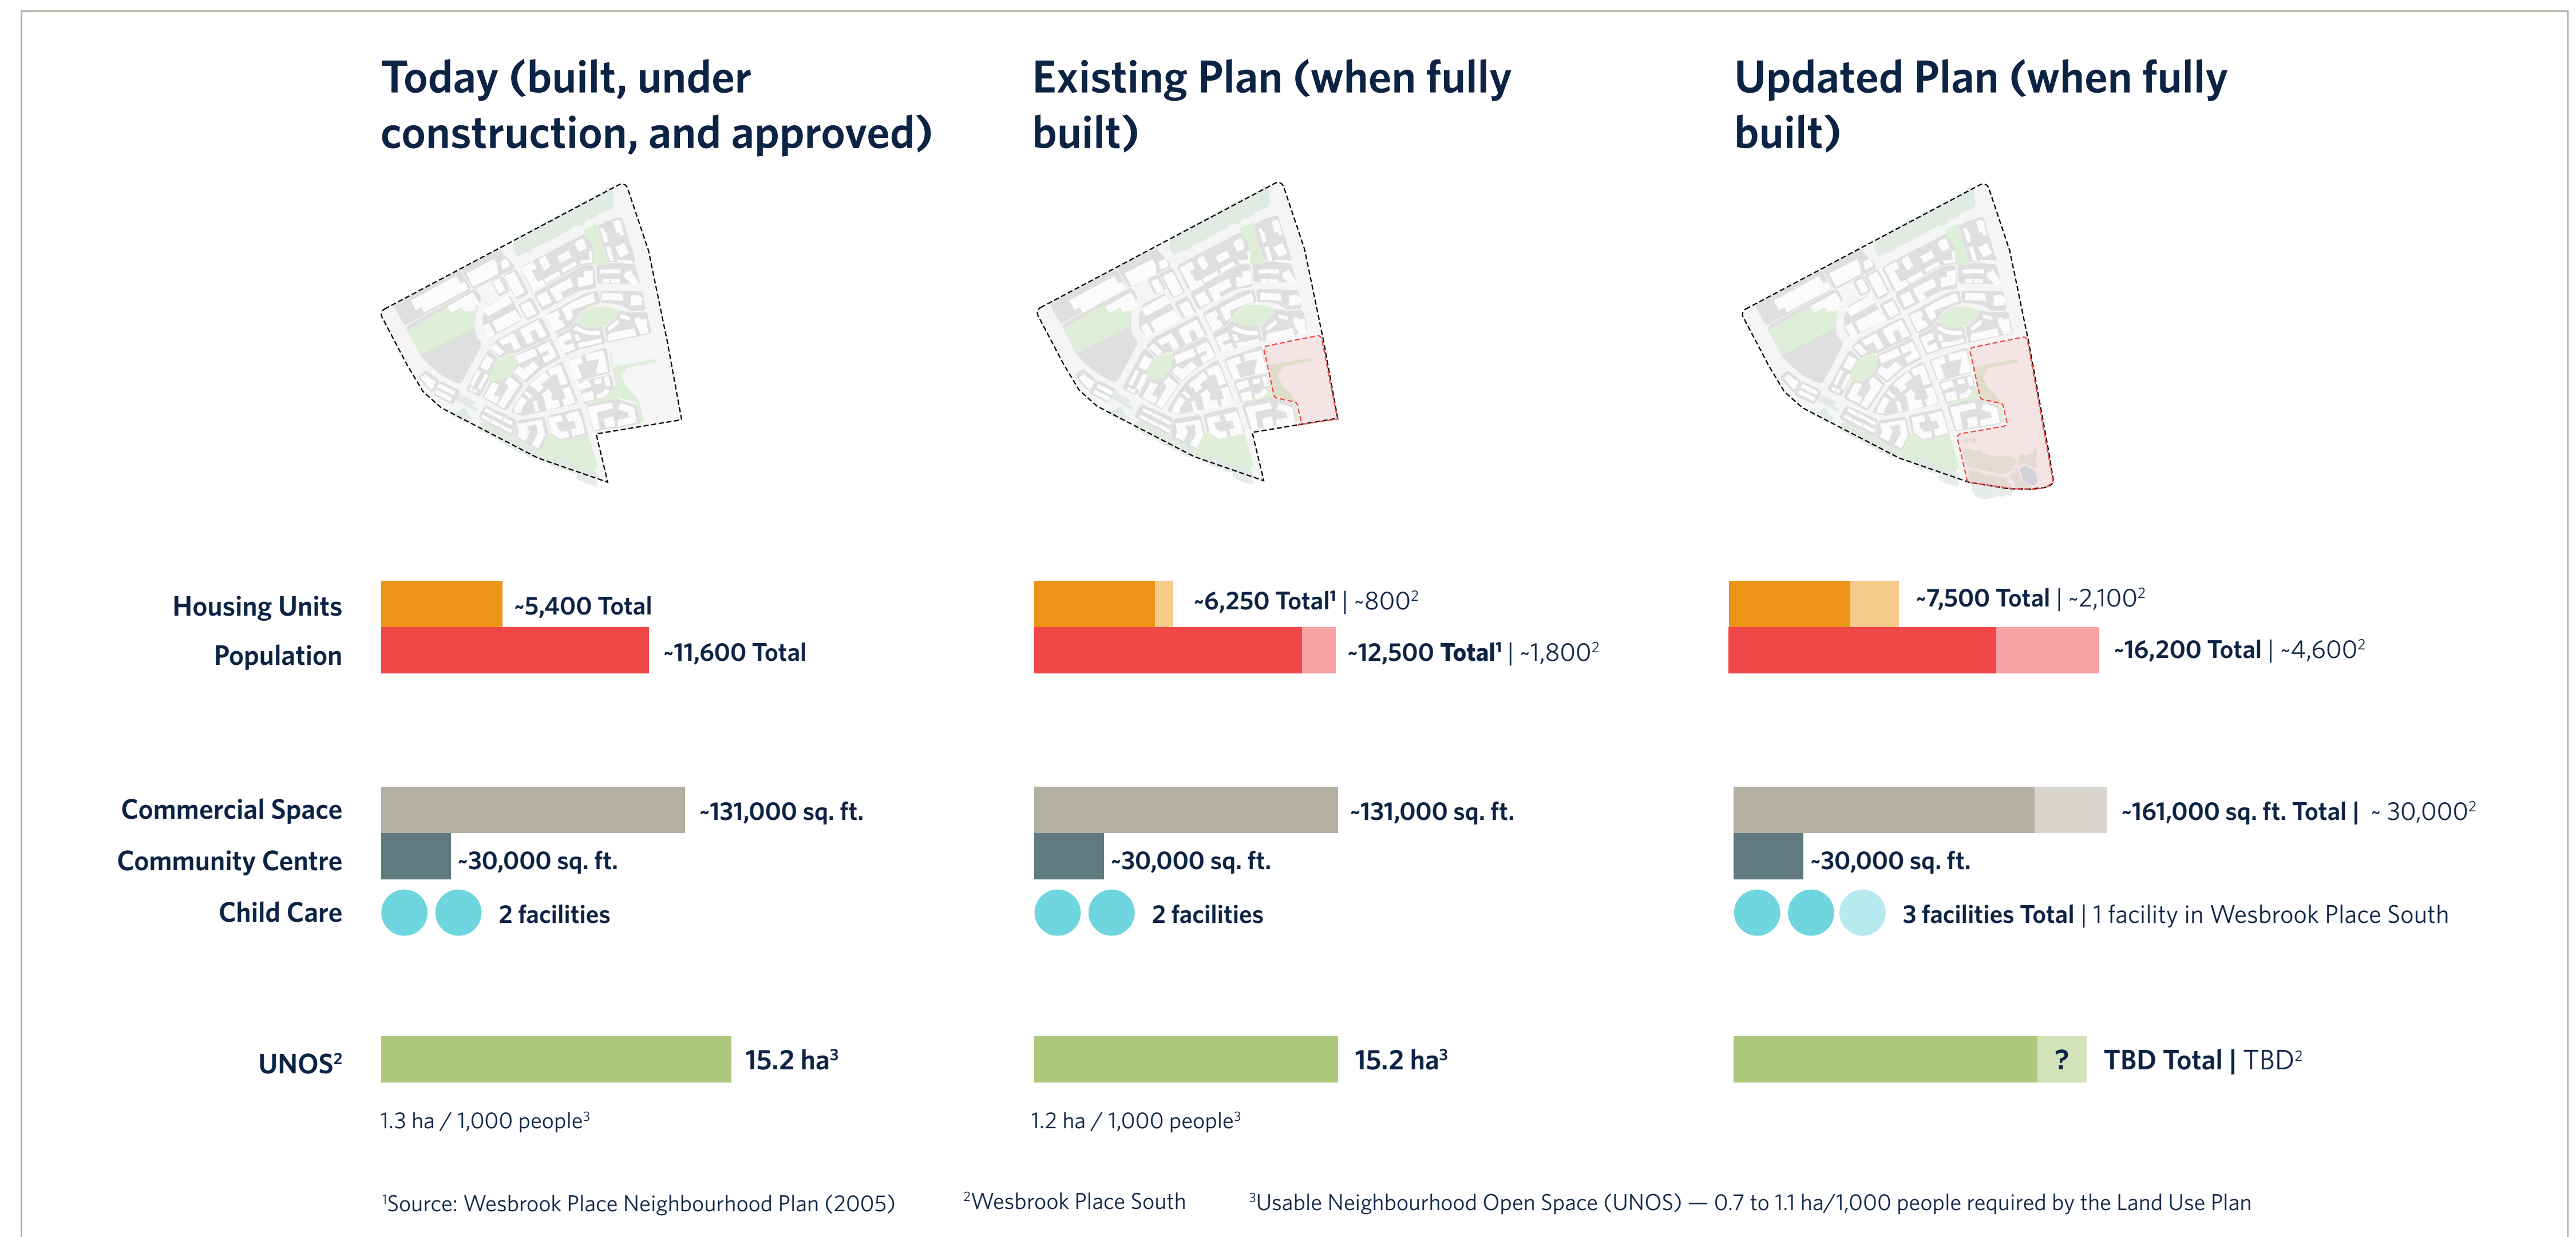 Today (built, under
construction, and approved)
Existing Plan (when fully
built)
Updated Plan (when fully
built)
Housing Units
~5,400 Total
~6,250 Total¹ | ~800²
~7,500 Total | ~2,100²
Population
~11,600 Total
~12,500 Total¹ | ~1,800²
~16,200 Total | ~4,600²
Commercial Space
~131,000 sq. ft.
~131,000 sq. ft.
~161,000 sq. ft. Total | ~ 30,000²
Community Centre
~30,000 sq. ft.
~30,000 sq. ft.
~30,000 sq. ft.
Child Care
2 facilities
2 facilities
3 facilities Total | 1 facility in Wesbrook Place South
UNOS²
15.2 ha³
15.2 ha³
?
TBD Total | TBD²
1.3 ha / 1,000 people³
1.2 ha / 1,000 people³
¹Source: Wesbrook Place Neighbourhood Plan (2005)
²Wesbrook Place South
³Usable Neighbourhood Open Space (UNOS) — 0.7 to 1.1 ha/1,000 people required by the Land Use Plan